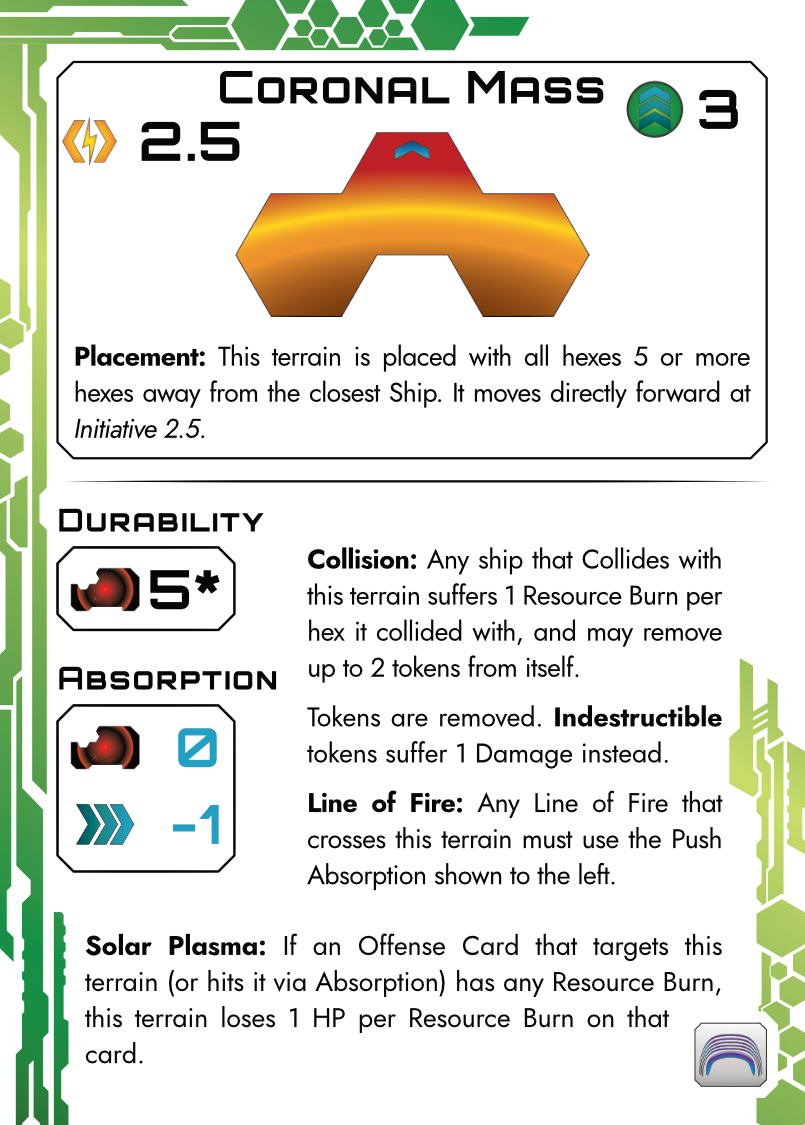 Coronal Mass
2.5
3
Placement: This terrain is placed with all hexes 5 or more
hexes away from the closest Ship. It moves directly forward at
Initiative 2.5.
Durability
5*
Absorption
0
-1
Collision: Any ship that Collides with
this terrain suffers 1 Resource Burn per
hex it collided with, and may remove
up to 2 tokens from itself.
Tokens are removed. Indestructible
tokens suffer 1 Damage instead.
Line of Fire: Any Line of Fire that
crosses this terrain must use the Push
Absorption shown to the left.
Solar Plasma: If an Offense Card that targets this
terrain (or hits it via Absorption) has any Resource Burn,
this terrain loses 1 HP per Resource Burn on that
card.